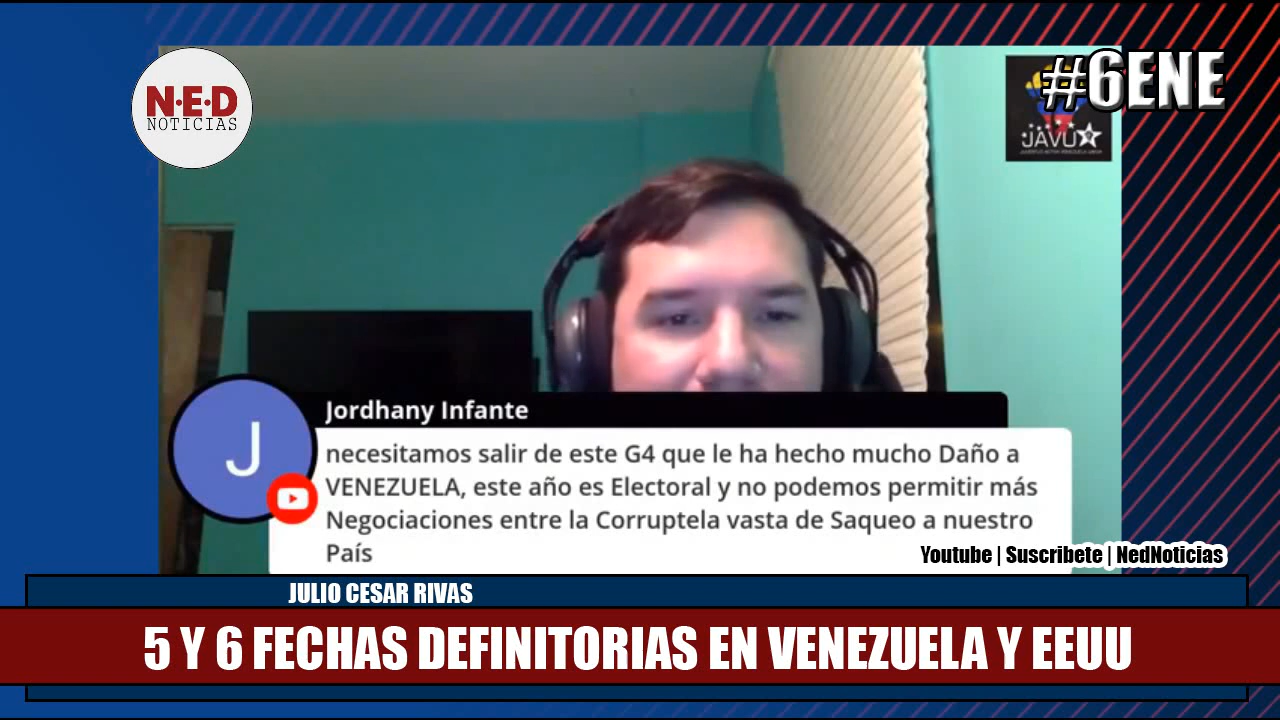 N·E·D
NOTICIAS
#6ENE
JAVU
J
Jordhany Infante
necesitamos salir de este G4 que le ha hecho mucho Daño a
VENEZUELA, este año es Electoral y no podemos permitir más
Negociaciones entre la Corruptela vasta de Saqueo a nuestro
País
Youtube | Suscribete | NedNoticias
JULIO CESAR RIVAS
5 Y 6 FECHAS DEFINITORIAS EN VENEZUELA Y EEUU